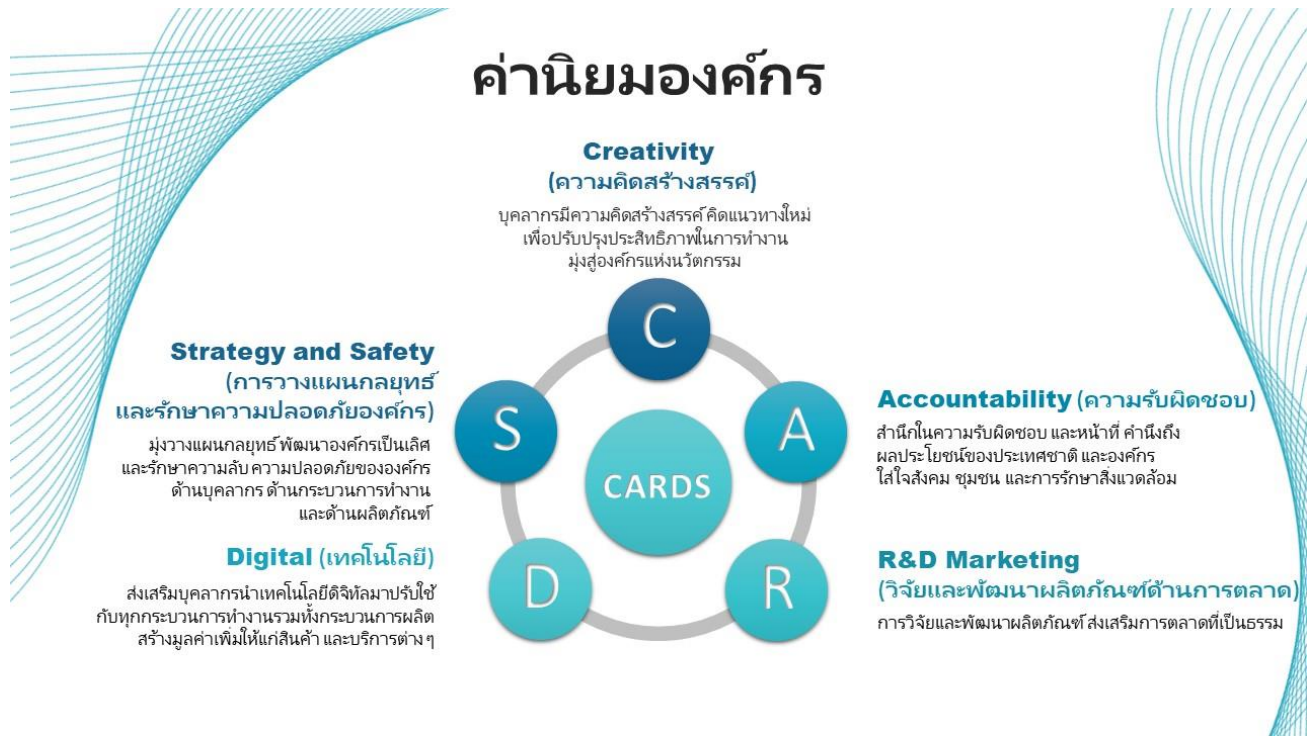 ค่านิยมองค์กร
Creativity
(ความคิดสร้างสรรค์)
บุคลากรมีความคิดสร้างสรรค์ คิดแนวทางใหม่
เพื่อปรับปรุงประสิทธิภาพในการทำงาน
มุ่งสู่องค์กรแห่งนวัตกรรม
C
A
R
D
S
CARDS
Accountability (ความรับผิดชอบ)
สำนึกในความรับผิดชอบ และหน้าที่ คำนึงถึง
ผลประโยชน์ของประเทศชาติ และองค์กร
ใส่ใจสังคม ชุมชน และการรักษาสิ่งแวดล้อม
R&D Marketing
(วิจัยและพัฒนาผลิตภัณฑ์ด้านการตลาด)
การวิจัยและพัฒนาผลิตภัณฑ์ ส่งเสริมการตลาดที่เป็นธรรม
Digital (เทคโนโลยี)
ส่งเสริมบุคลากรนำเทคโนโลยีดิจิทัลมาปรับใช้
กับทุกกระบวนการทำงานรวมทั้งกระบวนการผลิต
สร้างมูลค่าเพิ่มให้แก่สินค้า และบริการต่าง ๆ
Strategy and Safety
(การวางแผนกลยุทธ์
และรักษาความปลอดภัยองค์กร)
มุ่งวางแผนกลยุทธ์ พัฒนาองค์กรเป็นเลิศ
และรักษาความลับ ความปลอดภัยขององค์กร
ด้านบุคลากร ด้านกระบวนการทำงาน
และด้านผลิตภัณฑ์